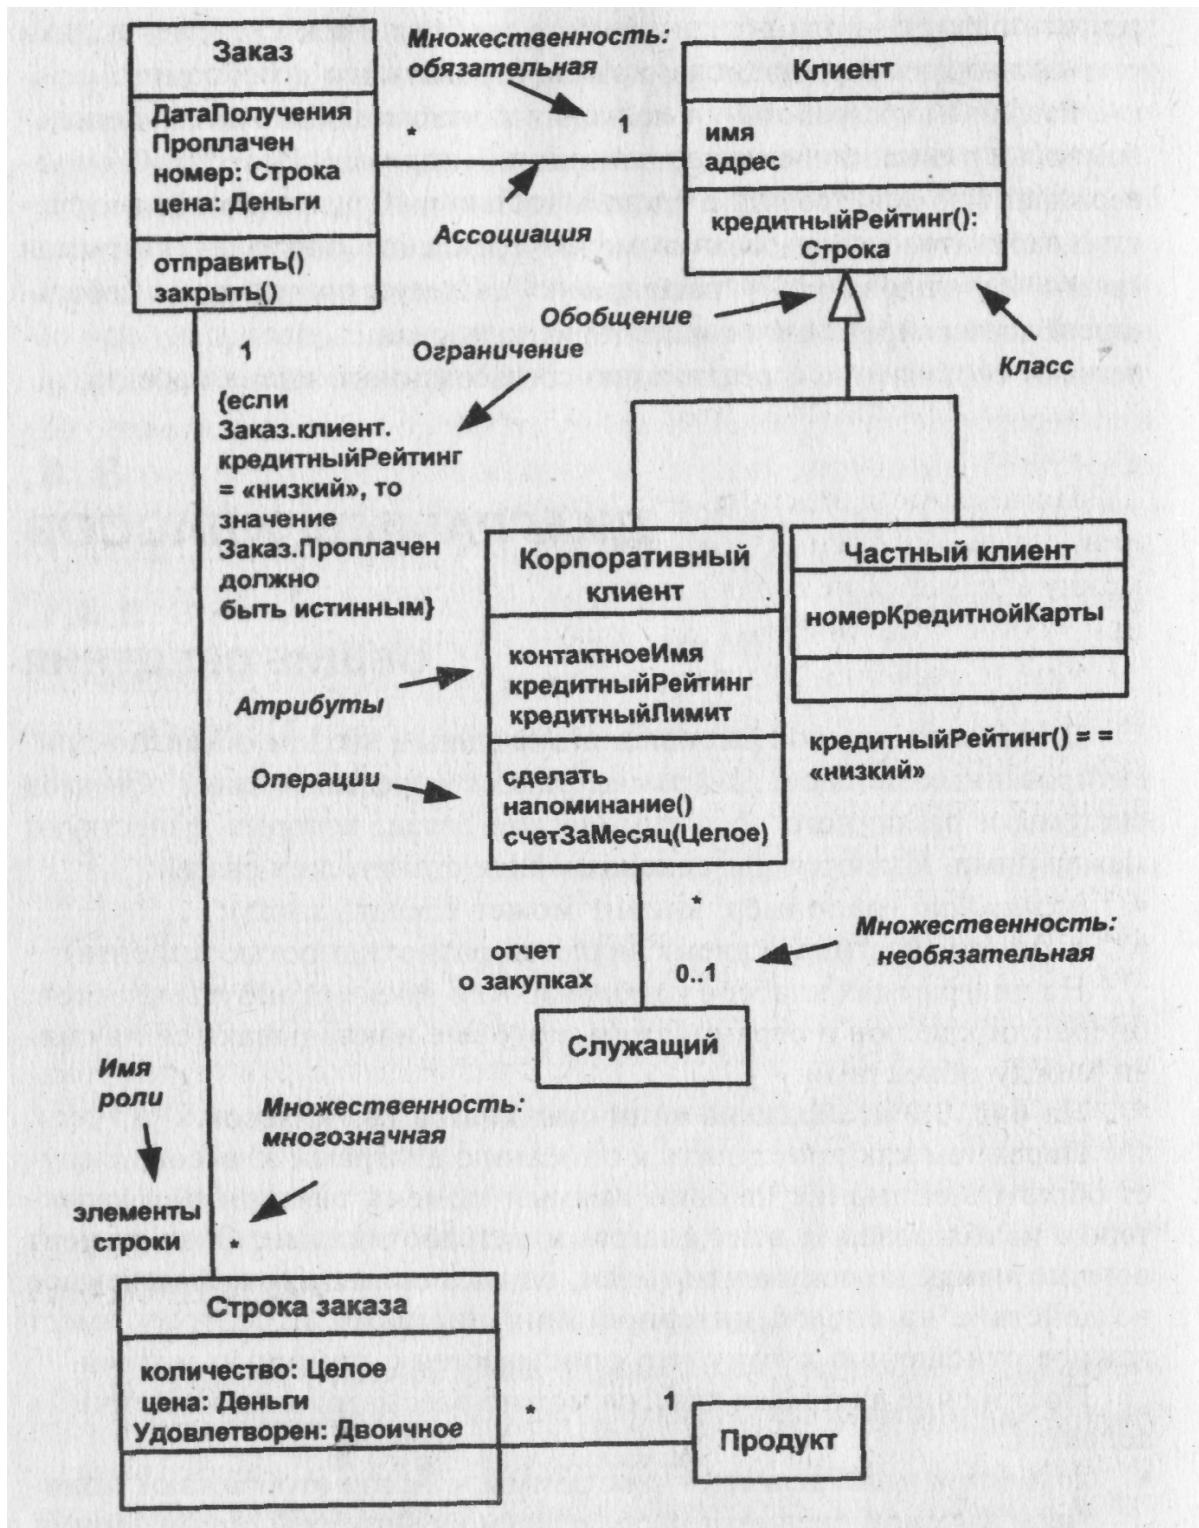 Заказ
ДатаПолучения
Проплачен
номер: Строка
цена: Деньги
отправить()
закрыть()
Множественность:
обязательная
*
1
Ассоциация
Клиент
имя
адрес
кредитныйРейтинг():
Строка
Обобщение
Класс
1
Ограничение
{если
Заказ.клиент.
кредитныйРейтинг
= «низкий», то
значение
Заказ.Проплачен
должно
быть истинным}
Корпоративный
клиент
контактноеИмя
кредитныйРейтинг
кредитныйЛимит
сделать
напоминание()
счетЗаМесяц(Целое)
Частный клиент
номерКредитнойКарты
кредитныйРейтинг() = =
«низкий»
Атрибуты
Операции
*
отчет
о закупках
0..1
Множественность:
необязательная
Служащий
Имя
роли
Множественность:
многозначная
элементы
строки
*
Строка заказа
количество: Целое
цена: Деньги
Удовлетворен: Двоичное
*
1
Продукт